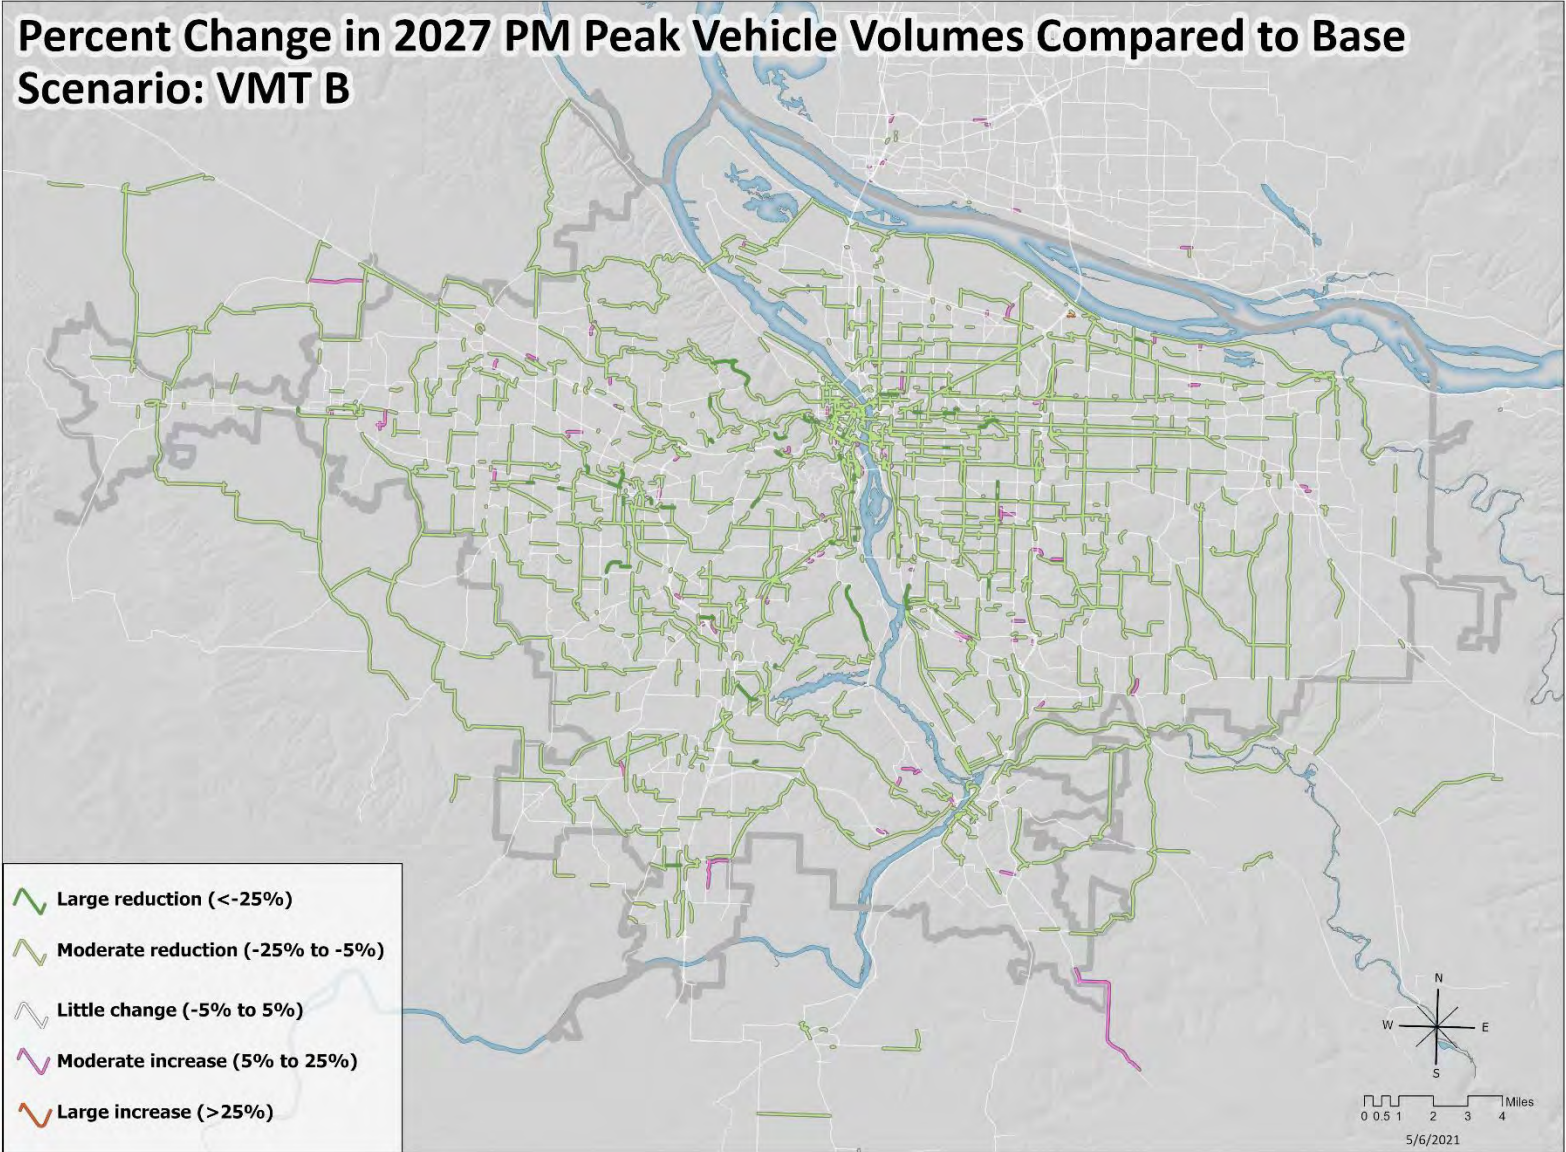 Percent Change in 2027 PM Peak Vehicle Volumes Compared to Base
Scenario: VMT B
Large reduction (<-25%)
Moderate reduction (-25% to -5%)
Little change (-5% to 5%)
Moderate increase (5% to 25%)
Large increase (>25%)
N
W E
S
Miles
0 0.5 1 2 3 4
5/6/2021